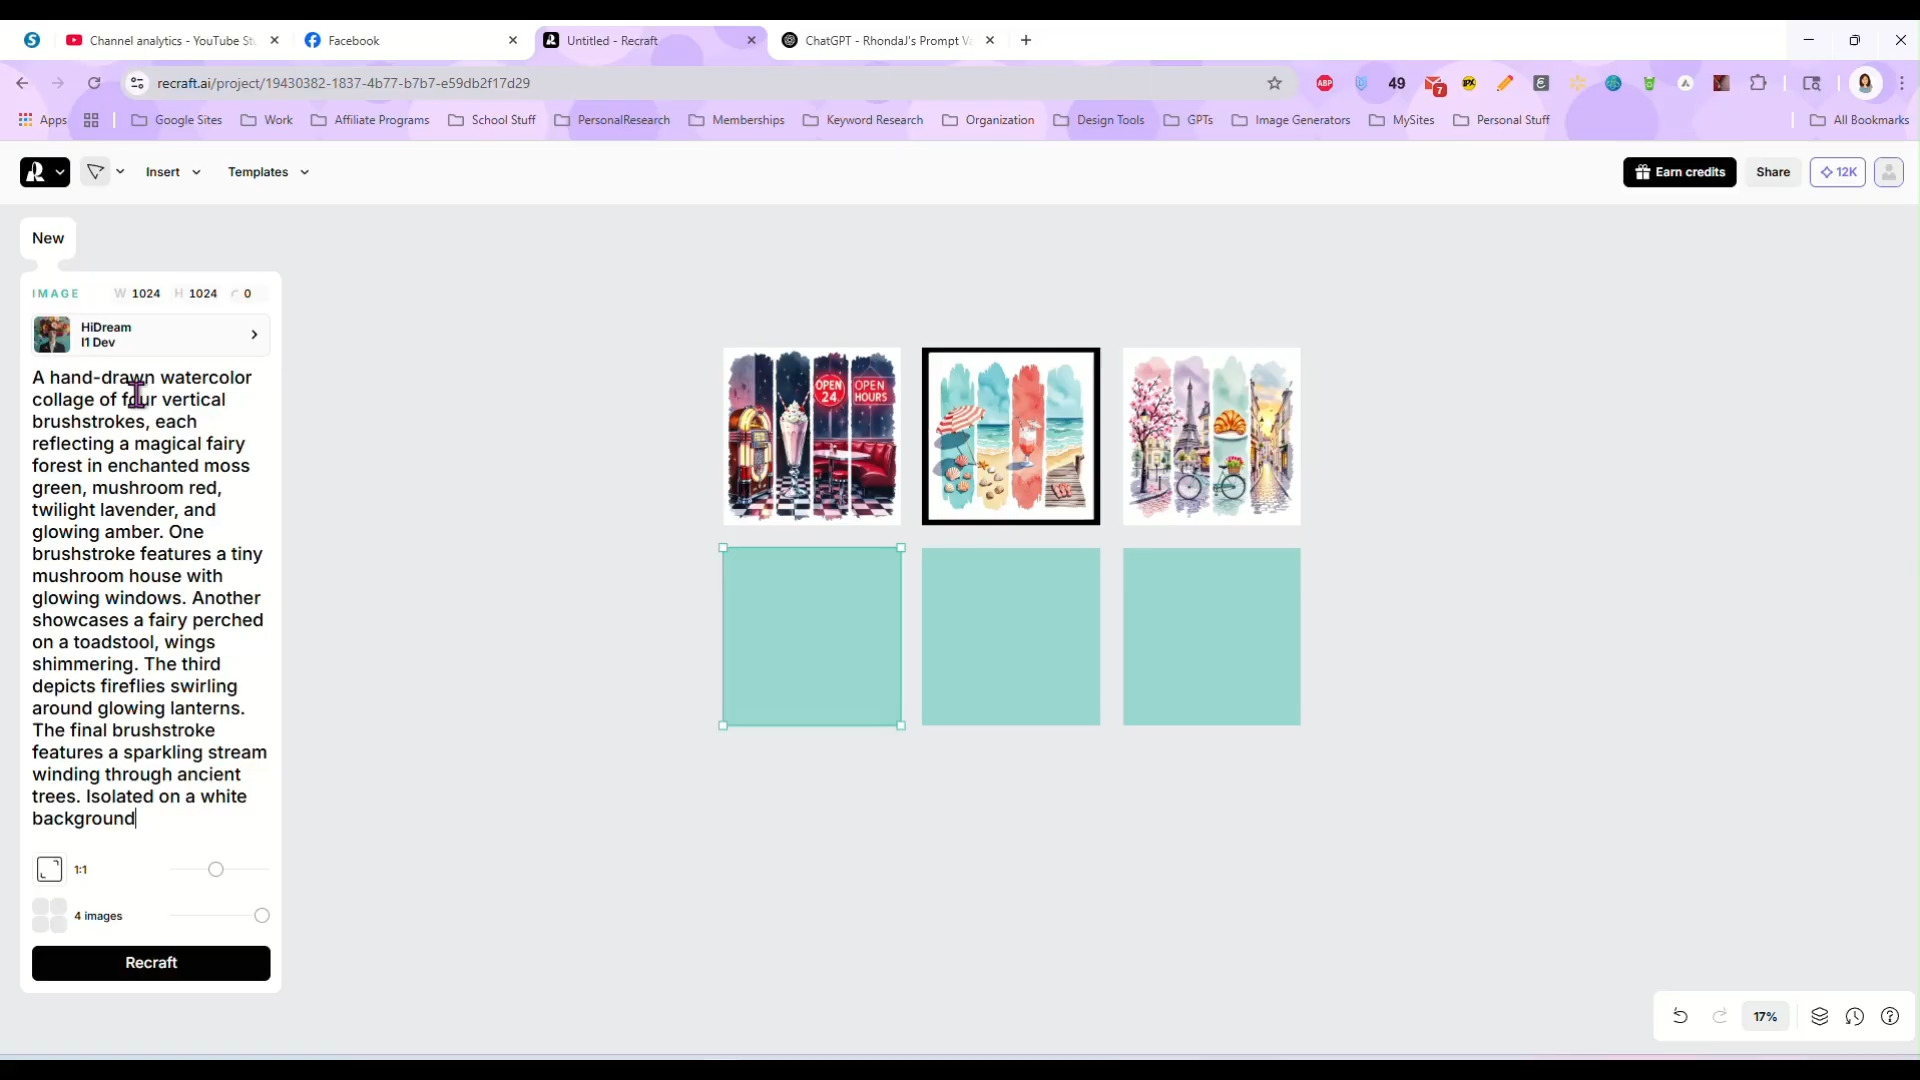 Channel analytics - YouTube St
Facebook
Untitled - Recraft
ChatGPT - RhondaJ's Prompt V
recraft.ai/project/19430382-1837-4b77-b7b7-e59db2f17d29
ABP
49
7
IPX
Apps
Google Sites
Work
Affiliate Programs
School Stuff
PersonalResearch
Memberships
Keyword Research
Organization
Design Tools
GPTs
Image Generators
MySites
Personal Stuff
All Bookmarks
Insert
Templates
Earn credits
Share
12K
New
IMAGE W 1024 H 1024 0
HiDream
I1 Dev
A hand-drawn watercolor
collage of four vertical
brushstrokes, each
reflecting a magical fairy
forest in enchanted moss
green, mushroom red,
twilight lavender, and
glowing amber. One
brushstroke features a tiny
mushroom house with
glowing windows. Another
showcases a fairy perched
on a toadstool, wings
shimmering. The third
depicts fireflies swirling
around glowing lanterns.
The final brushstroke
features a sparkling stream
winding through ancient
trees. Isolated on a white
background
1:1
4 images
Recraft
OPEN
24
OPEN
HOURS
17%